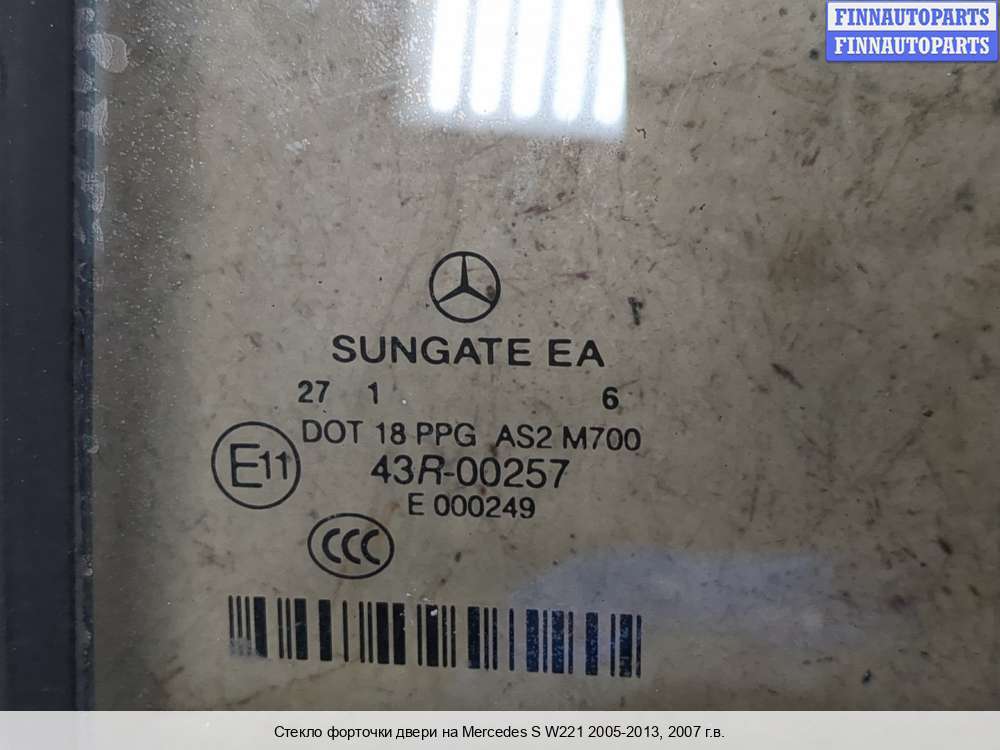 FINNAUTOPARTS
FINNAUTOPARTS
SUNGATE EA
27 1 6
DOT 18 PPG AS2 M700
E11
43R-00257
E 000249
CCC
Стекло форточки двери на Mercedes S W221 2005-2013, 2007 г.в.